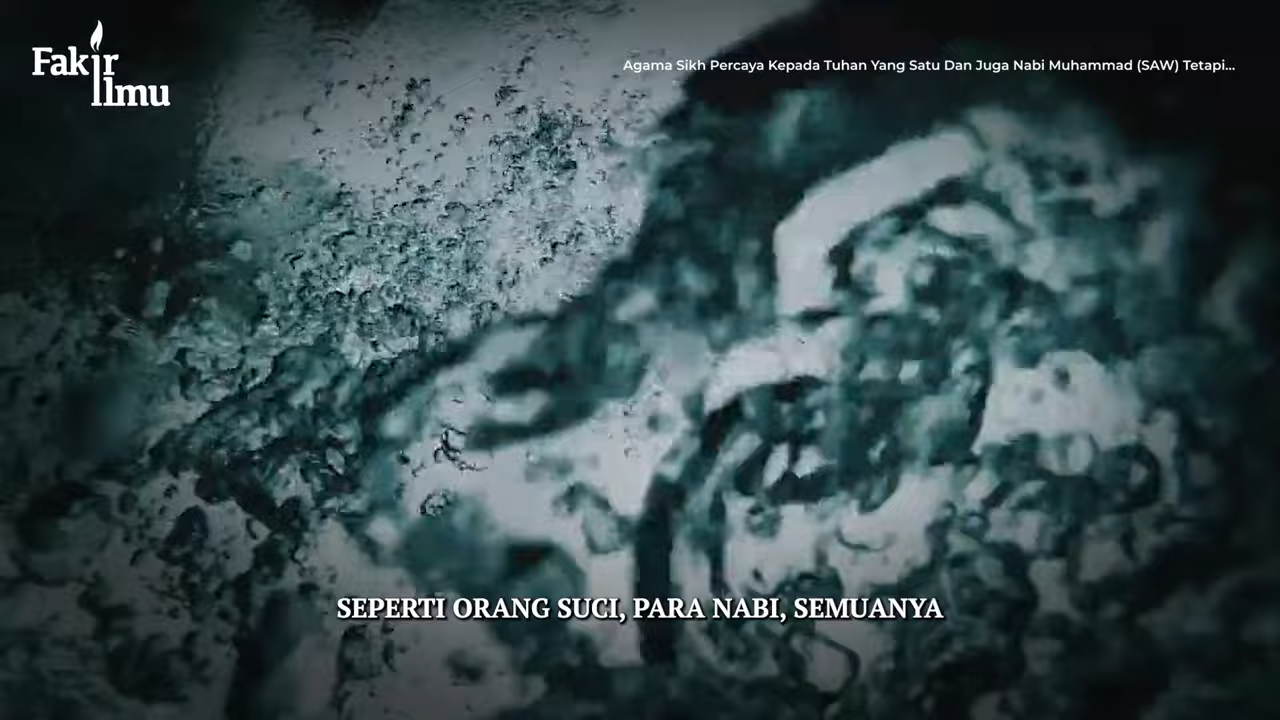 Fakir
Ilmu
Agama Sikh Percaya Kepada Tuhan Yang Satu Dan Juga Nabi Muhammad (SAW) Tetapi...
SEPERTI ORANG SUCI, PARA NABI, SEMUANYA